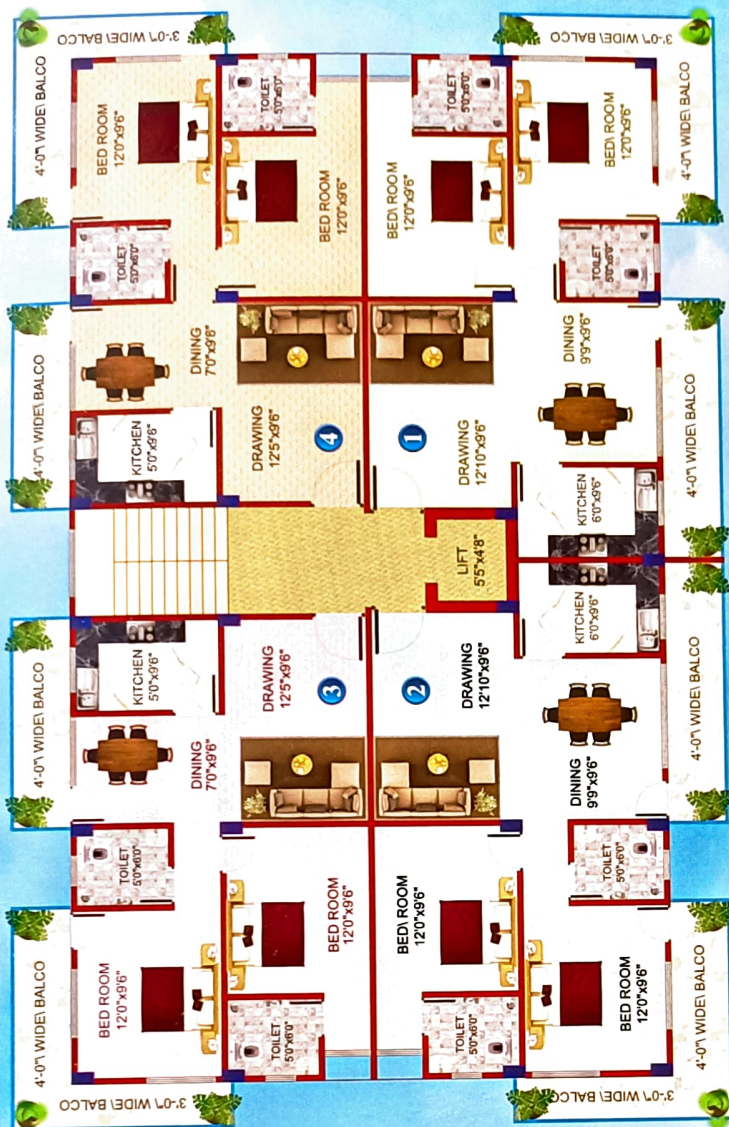 4'-0"\ WIDE\ BALCO
4'-0"\ WIDE\ BALCO
4'-0"\ WIDE\ BALCO
4'-0"\ WIDE\ BALCO
3'-0"\ WIDE\ BALCO
BED ROOM
12'0"x9'6"
TOILET
5'0"x6'0"
KITCHEN
5'0"x9'6"
KITCHEN
5'0"x9'6"
TOILET
5'0"x6'0"
BED ROOM
12'0"x9'6"
3'-0"\ WIDE\ BALCO
DINING
7'0"x9'6"
DINING
7'0"x9'6"
TOILET
5'0"x6'0"
BED ROOM
12'0"x9'6"
DRAWING
12'5"x9'6"
3
DRAWING
12'5"x9'6"
4
BED ROOM
12'0"x9'6"
TOILET
5'0"x6'0"
TOILET
5'0"x6'0"
BED\ ROOM
12'0"x9'6"
2
DRAWING
12'10"x9'6"
LIFT
5'5"x4'8"
1
DRAWING
12'10"x9'6"
BED\ ROOM
12'0"x9'6"
TOILET
5'0"x6'0"
3'-0"\ WIDE\ BALCO
BED ROOM
12'0"x9'6"
TOILET
5'0"x6'0"
DINING
9'9"x9'6"
KITCHEN
6'0"x9'6"
KITCHEN
6'0"x9'6"
DINING
9'9"x9'6"
TOILET
5'0"x6'0"
BED\ ROOM
12'0"x9'6"
3'-0"\ WIDE\ BALCO
4'-0"\ WIDE\ BALCO
4'-0"\ WIDE\ BALCO
4'-0"\ WIDE\ BALCO
4'-0"\ WIDE\ BALCO